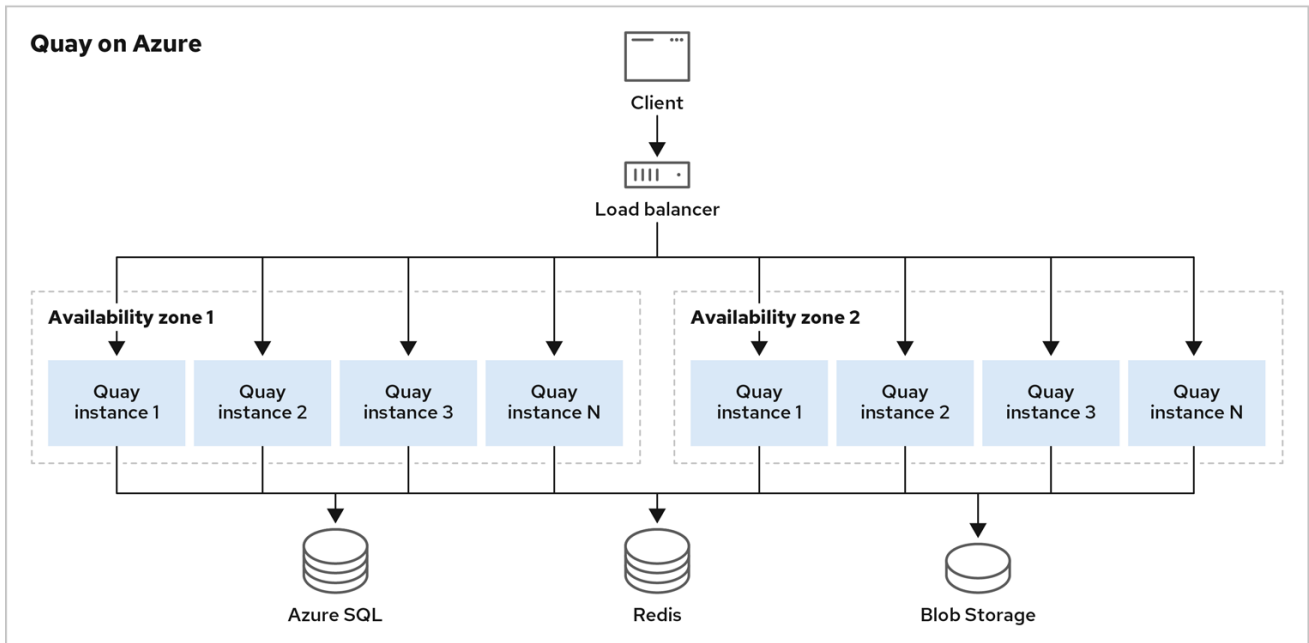 Quay on Azure
Client
Load balancer
Availability zone 1
Availability zone 2
Quay
instance 1
Quay
instance 2
Quay
instance 3
Quay
instance N
Quay
instance 1
Quay
instance 2
Quay
instance 3
Quay
instance N
Azure SQL
Redis
Blob Storage